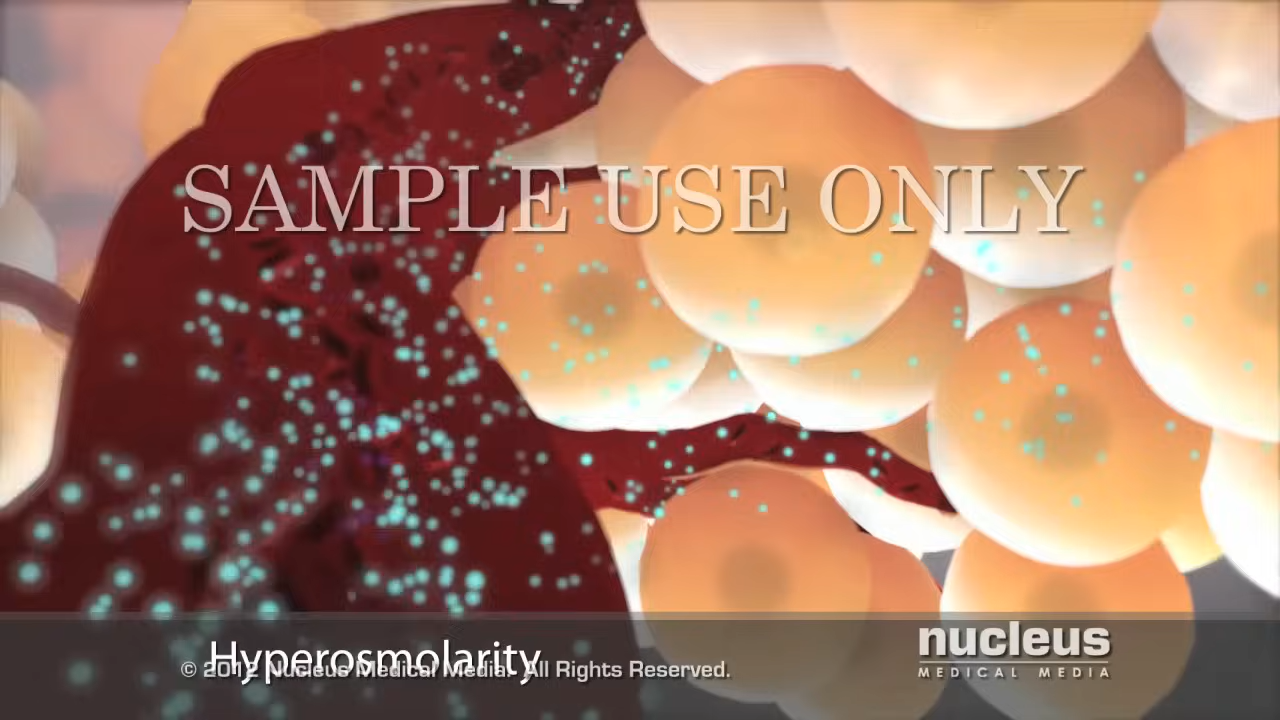 SAMPLE USE ONLY
Hyperosmolarity
© 2012 Nucleus Medical Media. All Rights Reserved.
nucleus
MEDICAL MEDIA